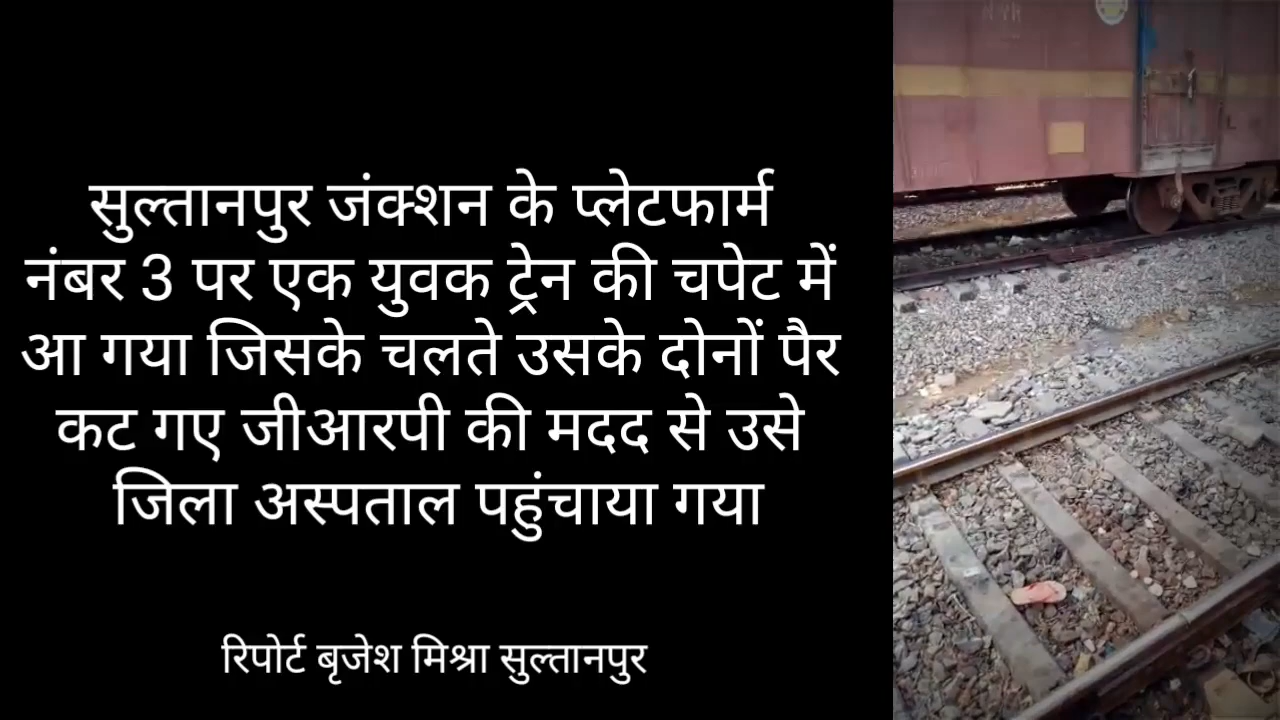 सुल्तानपुर जंक्शन के प्लेटफार्म
नंबर 3 पर एक युवक ट्रेन की चपेट में
आ गया जिसके चलते उसके दोनों पैर
कट गए जीआरपी की मदद से उसे
जिला अस्पताल पहुंचाया गया
रिपोर्ट बृजेश मिश्रा सुल्तानपुर